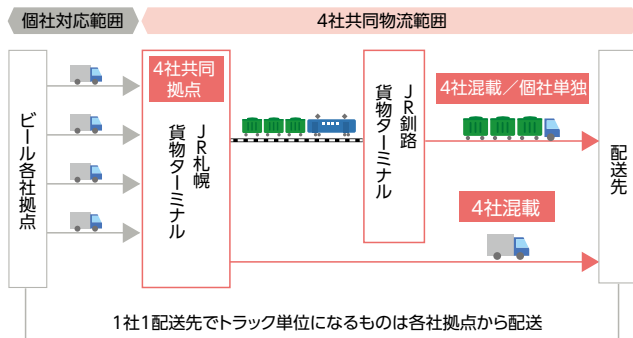 個社対応範囲
4社共同物流範囲
ビール各社拠点
4社共同
拠点
JR札幌
貨物ターミナル
JR釧路
貨物ターミナル
4社混載/個社単独
4社混載
配送先
1社1配送先でトラック単位になるものは各社拠点から配送